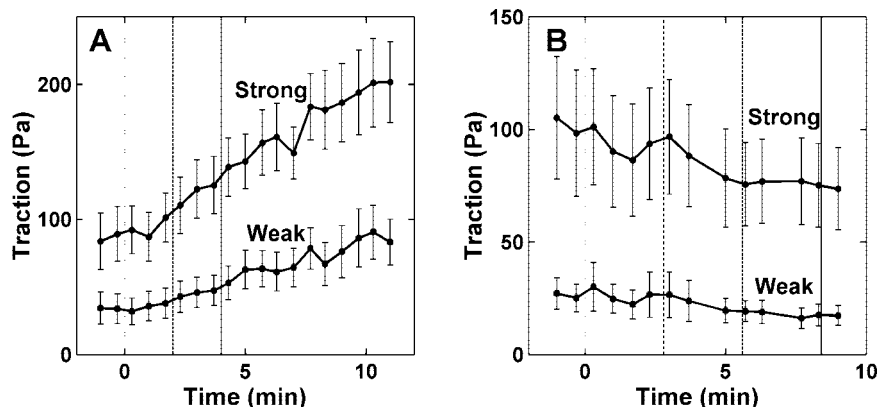 A
Traction (Pa)
200
100
0
Strong
Weak
0 5 10
Time (min)
B
Traction (Pa)
150
100
50
0
Strong
Weak
0 5 10
Time (min)